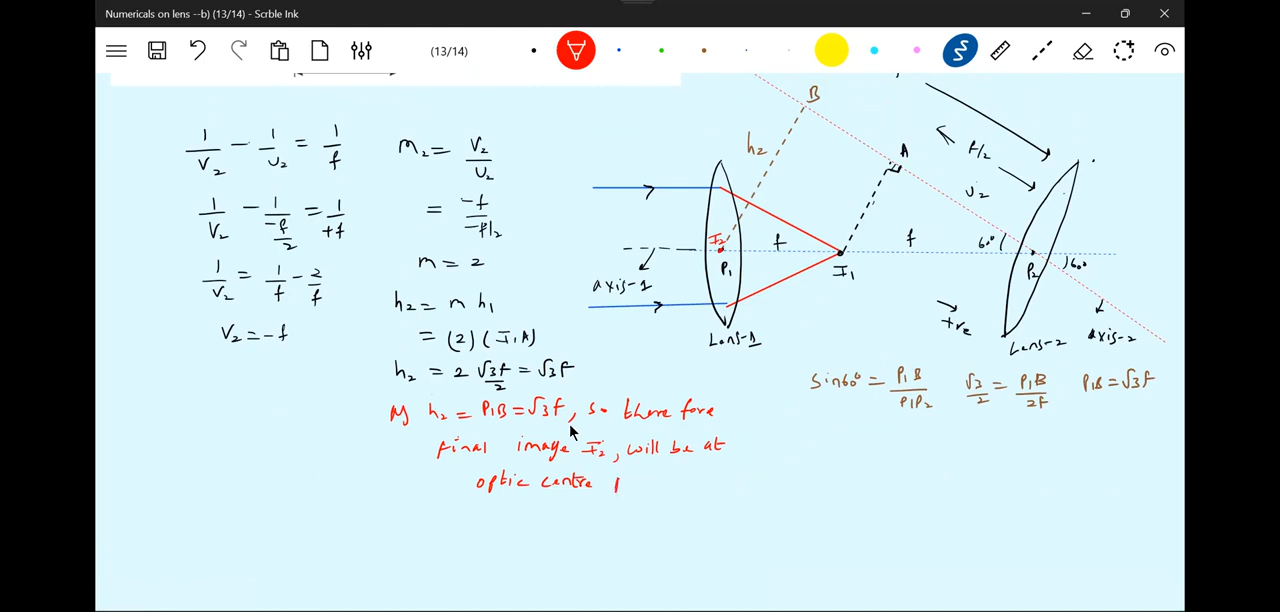 Numericals on lens --b) (13/14) - Scrble Ink
(13/14)
1/V₂ - 1/u₂ = 1/f
1/V₂ - 1/(-f/2) = 1/+f
1/V₂ = 1/f - 2/f
V₂ = -f
m₂ = V₂/U₂
= -f/-f/2
m = 2
h₂ = m h₁
= (2) (I₁A)
h₂ = 2 √3f/2 = √3f
As h₂ = P₁B = √3f, so there fore
final image I₂, will be at
optic centre
B
h₂
A
f/2
U₂
I₂
P₁
f
f
I₁
60°
P₂
60°
axis-1
Lens-1
+ve
Lens-2
axis-2
Sin60° = P₁B/P₁P₂ √3/2 = P₁B/2f P₁B = √3f